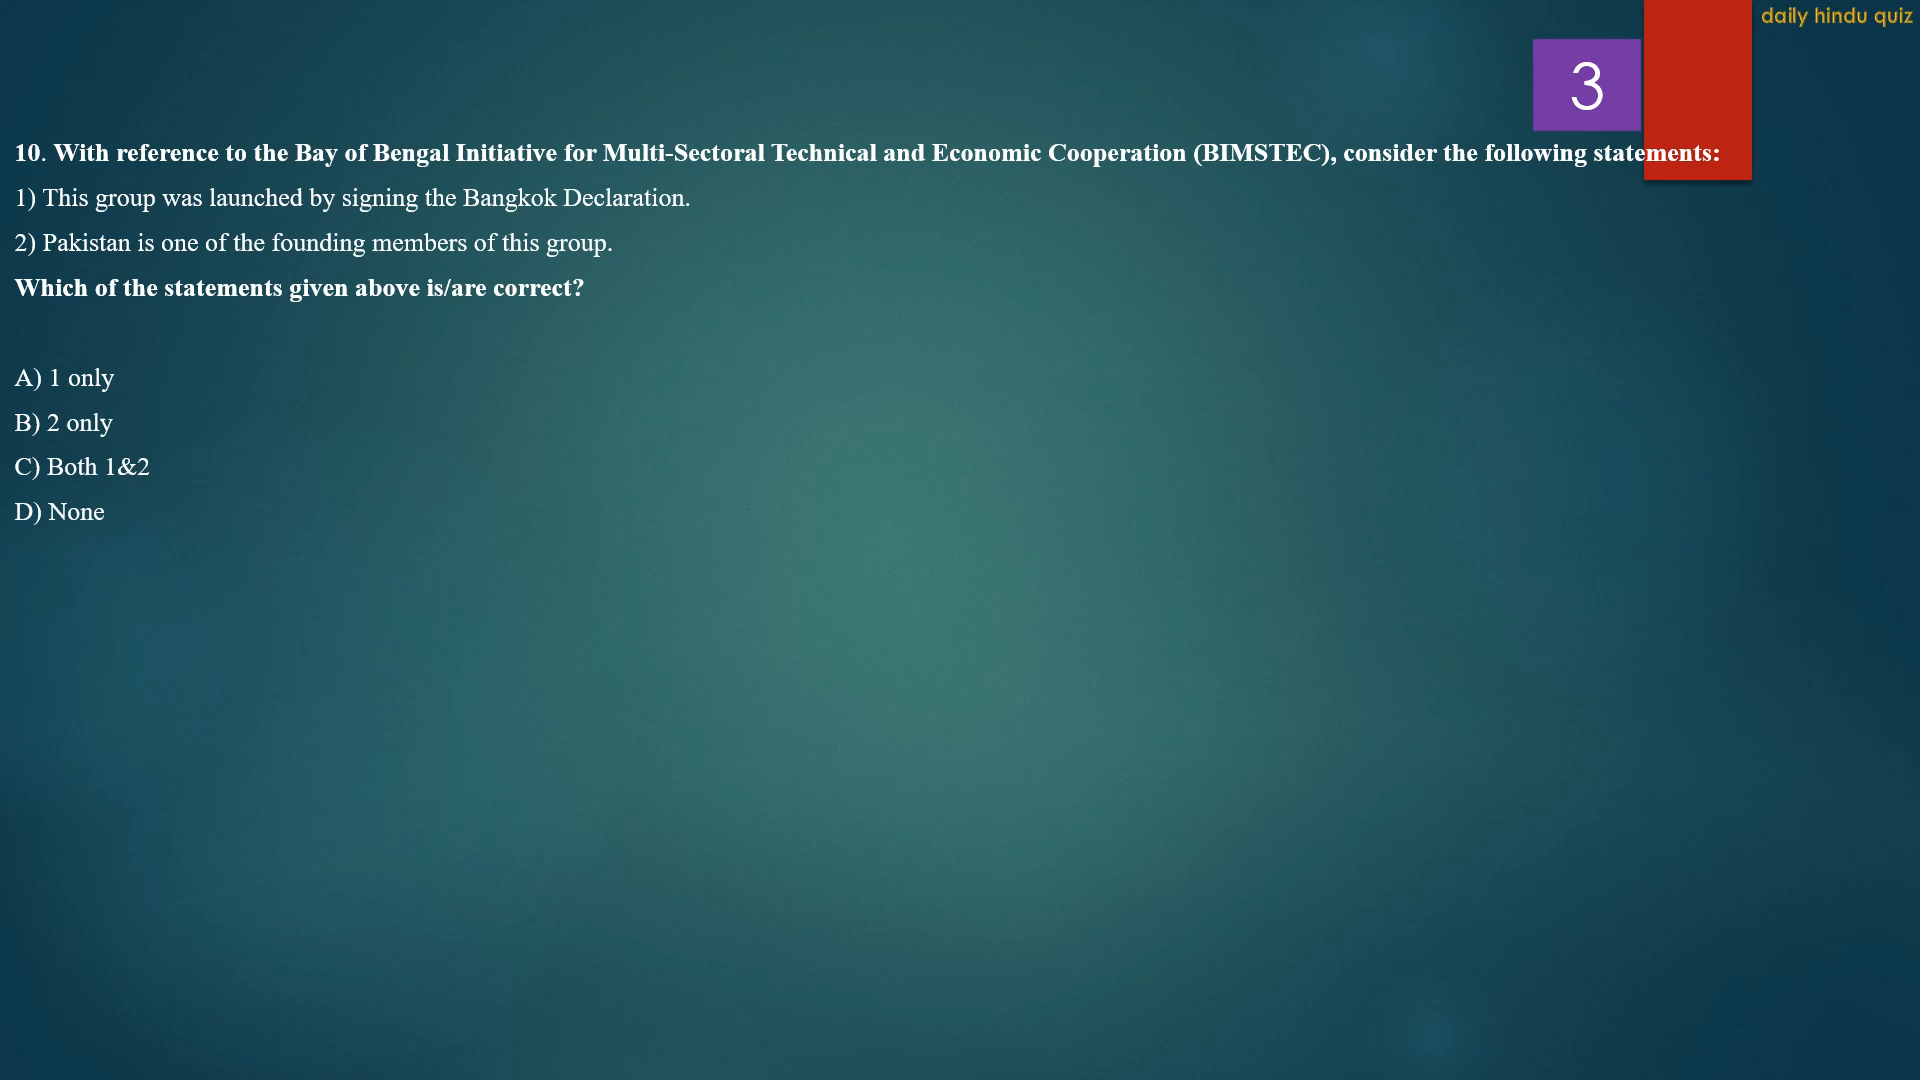 daily hindu quiz
3
10. With reference to the Bay of Bengal Initiative for Multi-Sectoral Technical and Economic Cooperation (BIMSTEC), consider the following statements:
1) This group was launched by signing the Bangkok Declaration.
2) Pakistan is one of the founding members of this group.
Which of the statements given above is/are correct?
A) 1 only
B) 2 only
C) Both 1&2
D) None